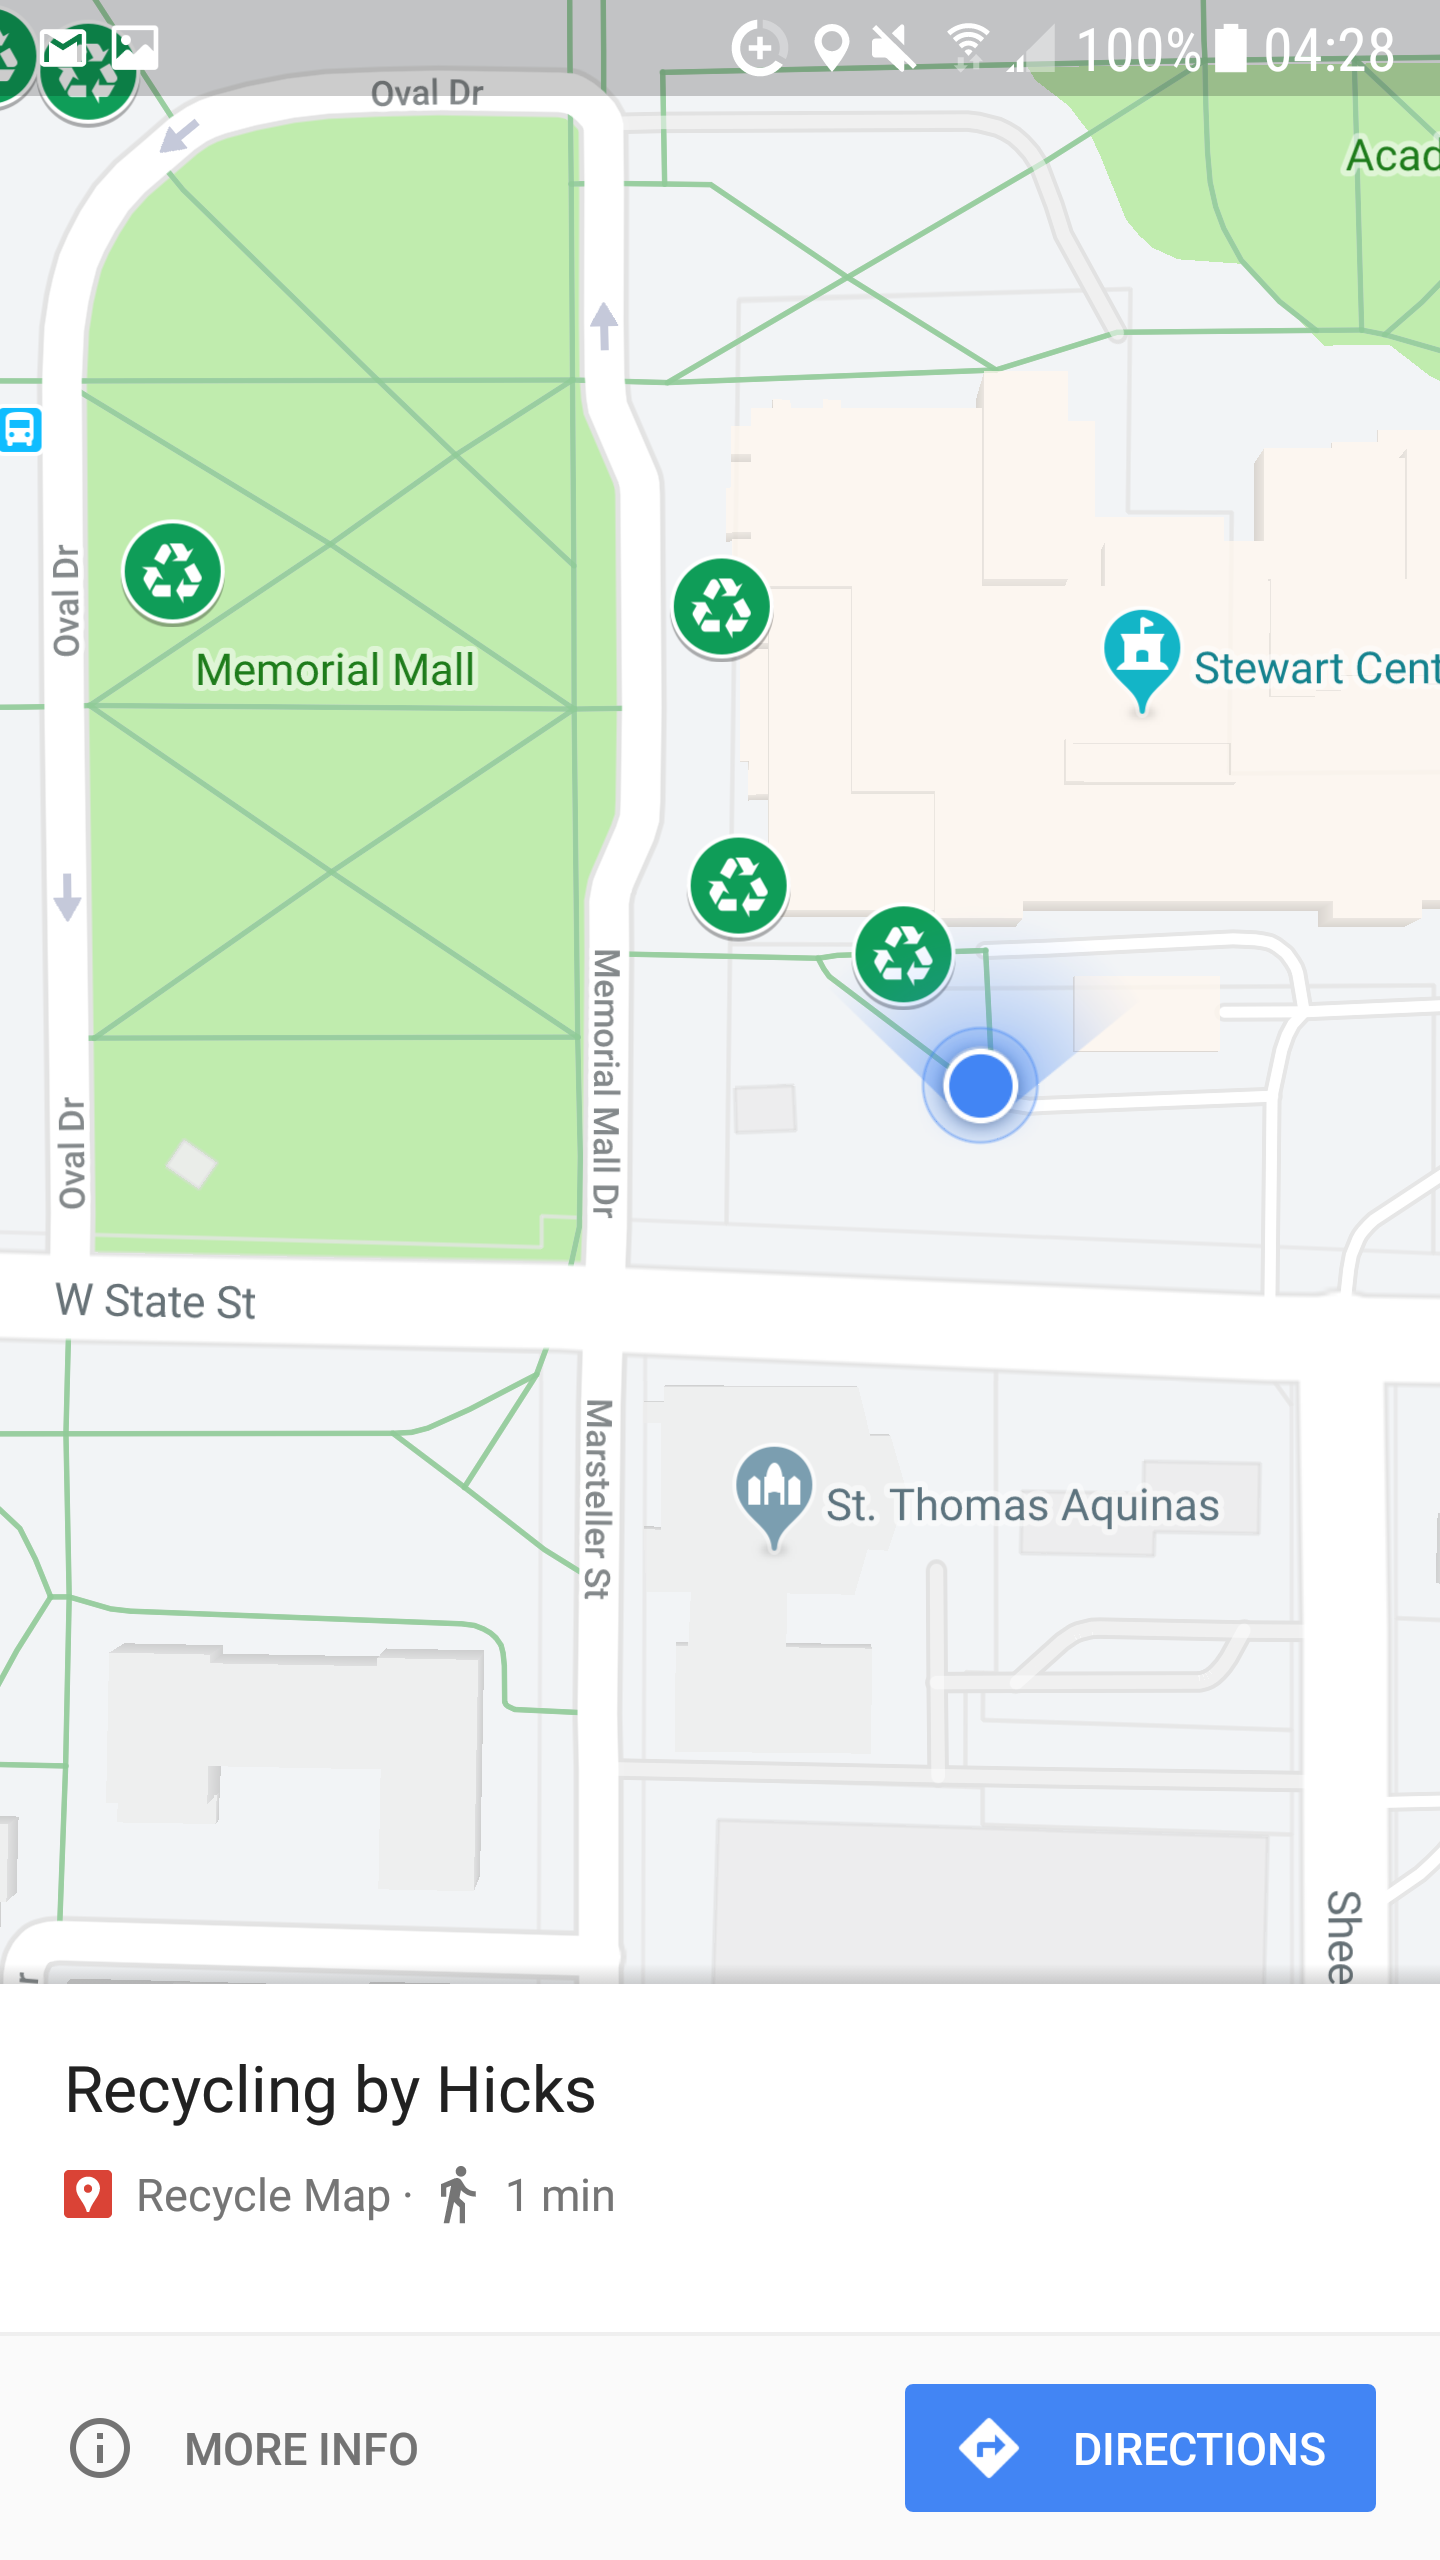 100% 04:28
Oval Dr
Acad
Oval Dr
Memorial Mall
Stewart Cent
Memorial Mall Dr
Oval Dr
W State St
Marsteller St
St. Thomas Aquinas
Shee
r
Recycling by Hicks
Recycle Map · 1 min
MORE INFO
DIRECTIONS